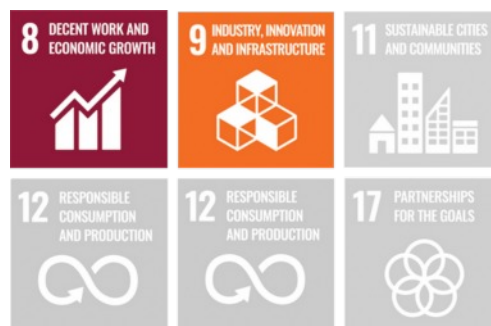 8 DECENT WORK AND
ECONOMIC GROWTH
9 INDUSTRY, INNOVATION
AND INFRASTRUCTURE
11 SUSTAINABLE CITIES
AND COMMUNITIES
12 RESPONSIBLE
CONSUMPTION
AND PRODUCTION
12 RESPONSIBLE
CONSUMPTION
AND PRODUCTION
17 PARTNERSHIPS
FOR THE GOALS